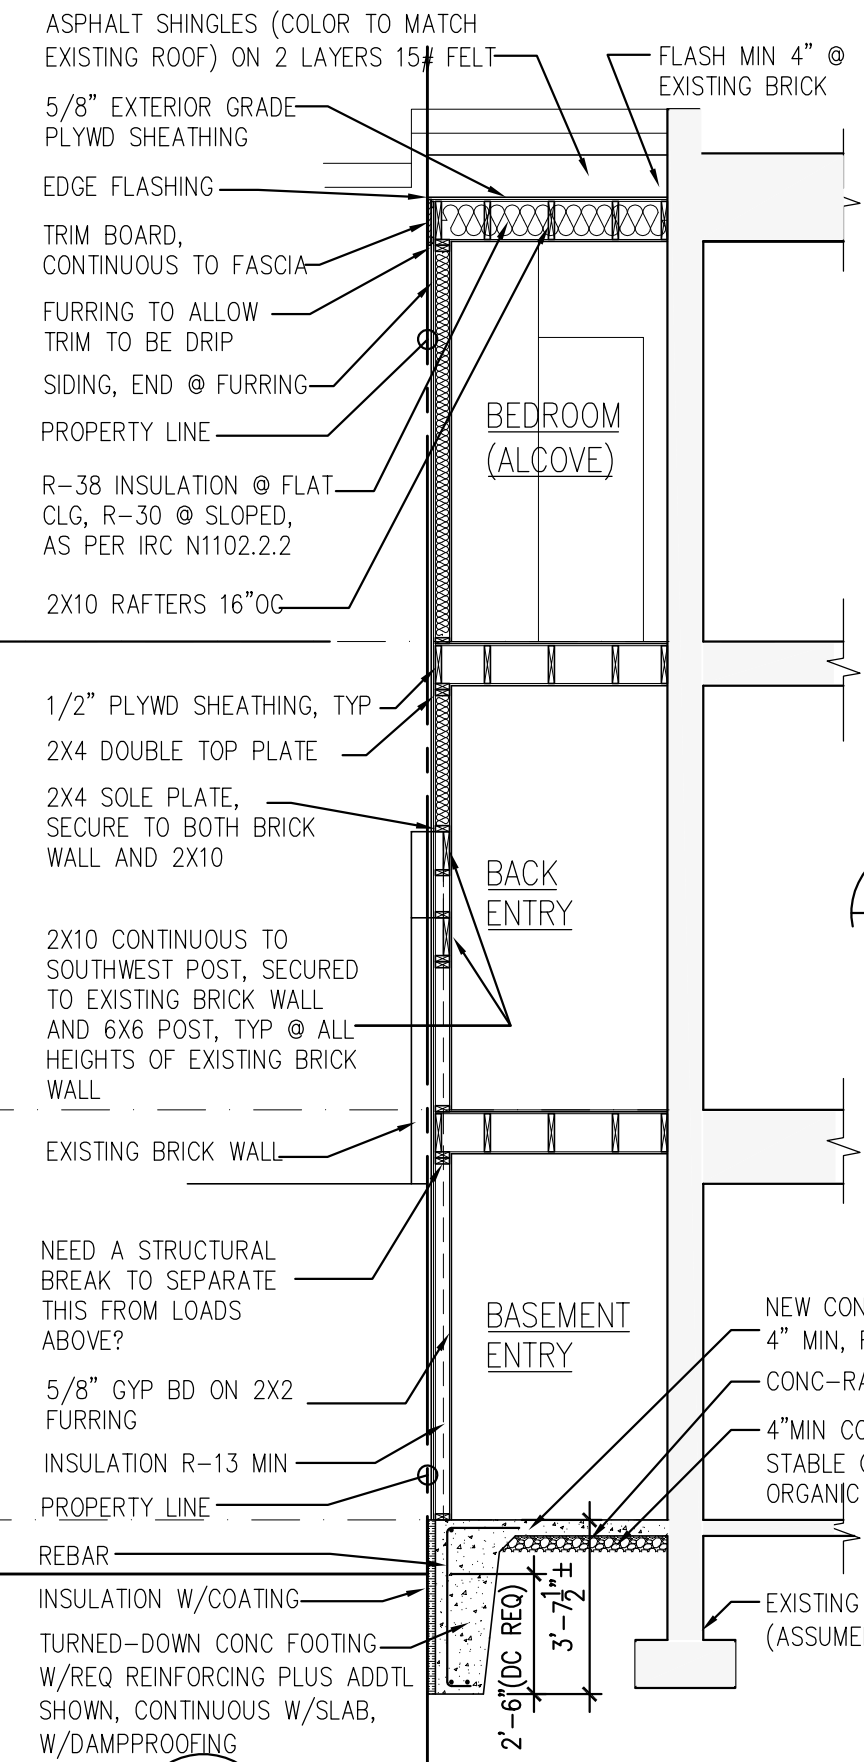 ASPHALT SHINGLES (COLOR TO MATCH
EXISTING ROOF) ON 2 LAYERS 15# FELT
FLASH MIN 4" @
EXISTING BRICK
5/8" EXTERIOR GRADE
PLYWD SHEATHING
EDGE FLASHING
TRIM BOARD,
CONTINUOUS TO FASCIA
FURRING TO ALLOW
TRIM TO BE DRIP
SIDING, END @ FURRING
PROPERTY LINE
R-38 INSULATION @ FLAT
CLG, R-30 @ SLOPED,
AS PER IRC N1102.2.2
2X10 RAFTERS 16"OC
BEDROOM
(ALCOVE)
1/2" PLYWD SHEATHING, TYP
2X4 DOUBLE TOP PLATE
2X4 SOLE PLATE,
SECURE TO BOTH BRICK
WALL AND 2X10
BACK
ENTRY
2X10 CONTINUOUS TO
SOUTHWEST POST, SECURED
TO EXISTING BRICK WALL
AND 6X6 POST, TYP @ ALL
HEIGHTS OF EXISTING BRICK
WALL
EXISTING BRICK WALL
NEED A STRUCTURAL
BREAK TO SEPARATE
THIS FROM LOADS
ABOVE?
BASEMENT
ENTRY
5/8" GYP BD ON 2X2
FURRING
INSULATION R-13 MIN
PROPERTY LINE
REBAR
INSULATION W/COATING
TURNED-DOWN CONC FOOTING
W/REQ REINFORCING PLUS ADDTL
SHOWN, CONTINUOUS W/SLAB,
W/DAMPPROOFING
2'-6"(DC REQ)
3'-7 1/2" ±
NEW CON
4" MIN,
CONC-RA
4"MIN CO
STABLE
ORGANIC
EXISTING
(ASSUME